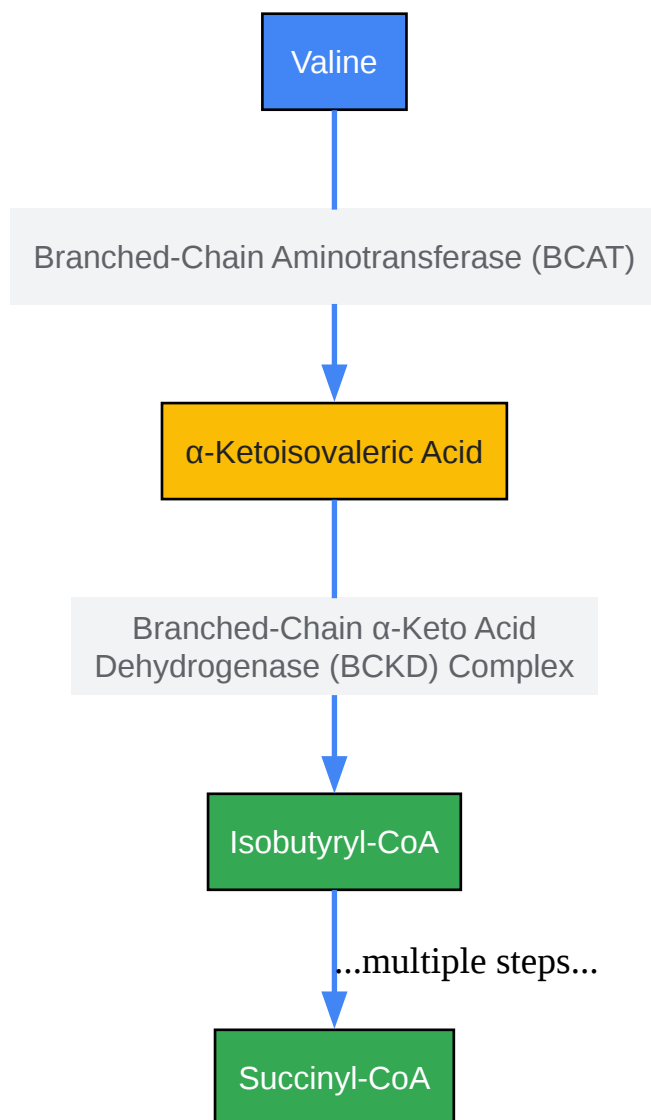 Valine
Branched-Chain Aminotransferase (BCAT)
α-Ketoisovaleric Acid
Branched-Chain α-Keto Acid
Dehydrogenase (BCKD) Complex
Isobutyryl-CoA
...multiple steps...
Succinyl-CoA